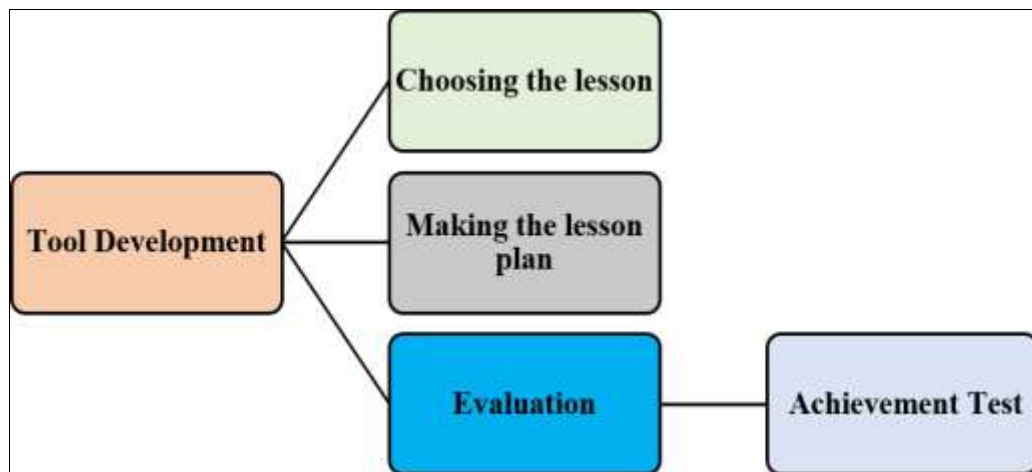 Choosing the lesson
Tool Development
Making the lesson
plan
Evaluation
Achievement Test